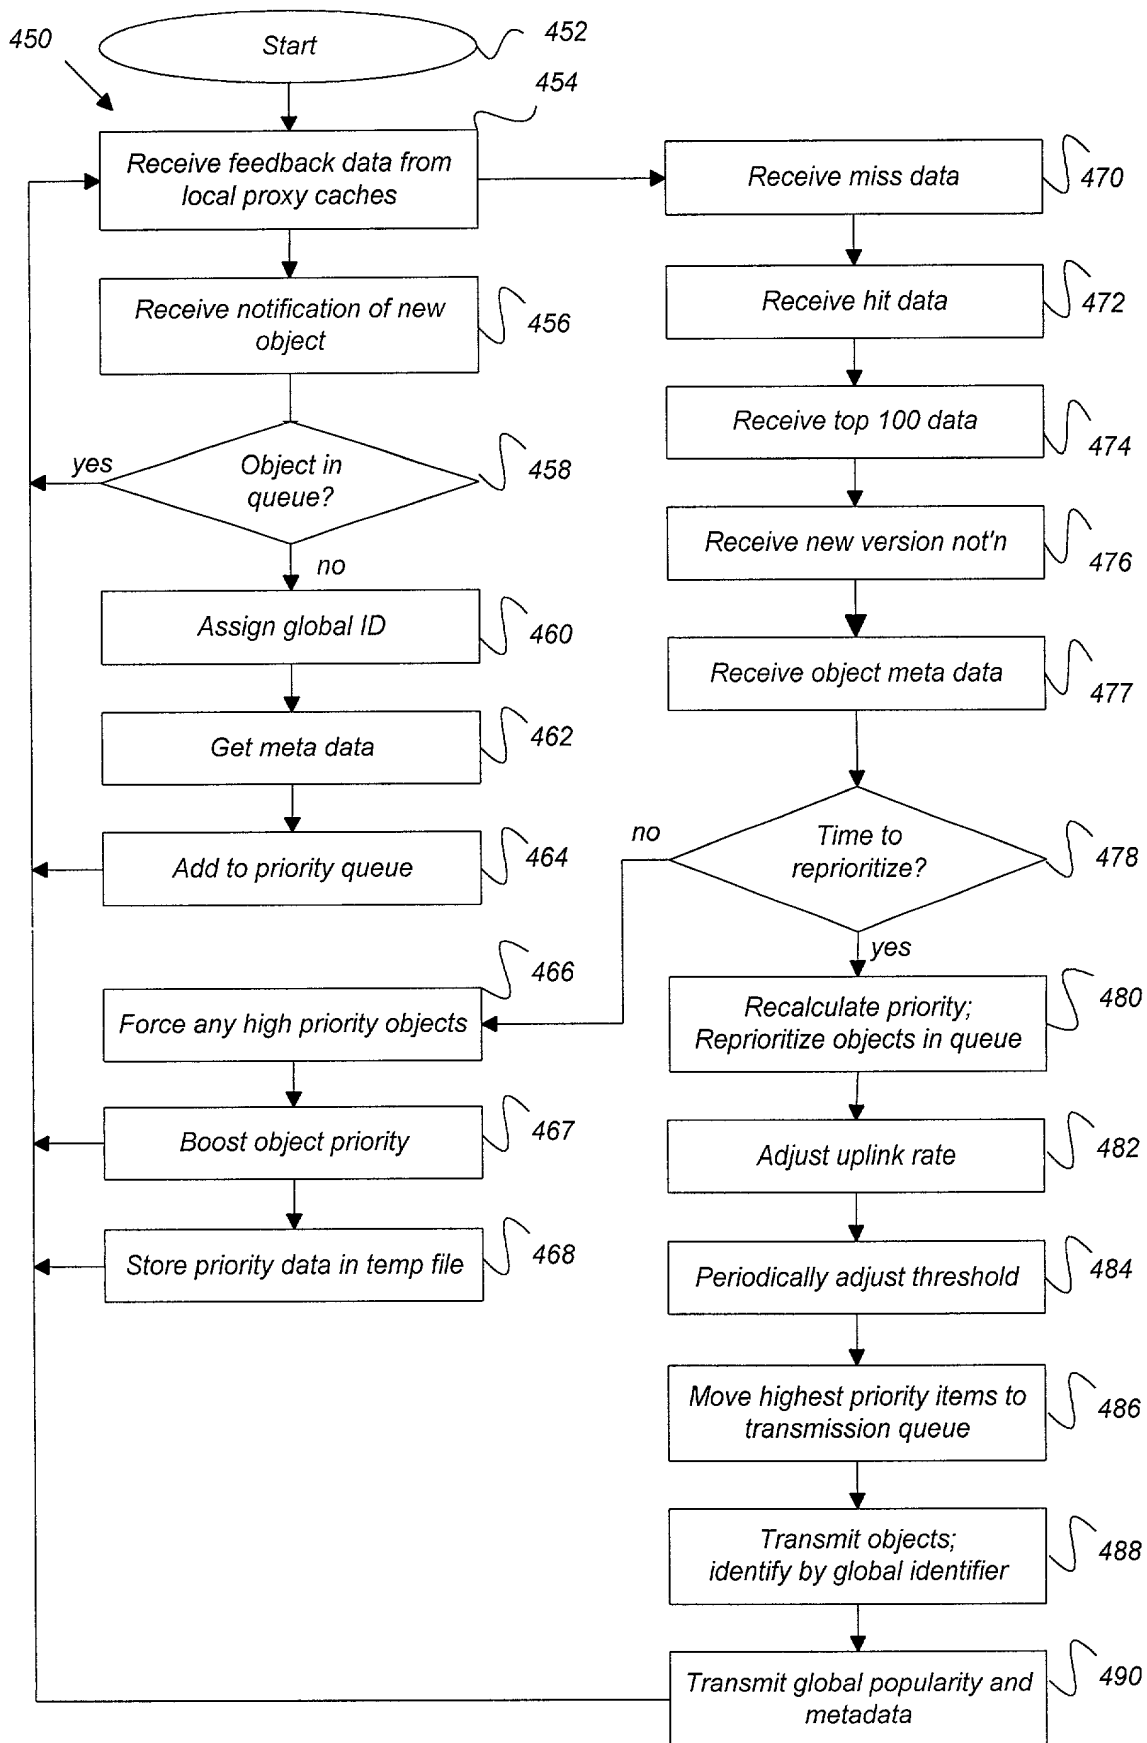 450
Start
452
454
Receive feedback data from
local proxy caches
Receive notification of new
object
456
yes
Object in
queue?
458
no
Assign global ID
460
Get meta data
462
Add to priority queue
464
466
Force any high priority objects
Boost object priority
467
Store priority data in temp file
468
Receive miss data
470
Receive hit data
472
Receive top 100 data
474
Receive new version not'n
476
Receive object meta data
477
no
Time to
reprioritize?
478
yes
Recalculate priority;
Reprioritize objects in queue
480
Adjust uplink rate
482
Periodically adjust threshold
484
Move highest priority items to
transmission queue
486
Transmit objects;
identify by global identifier
488
Transmit global popularity and
metadata
490